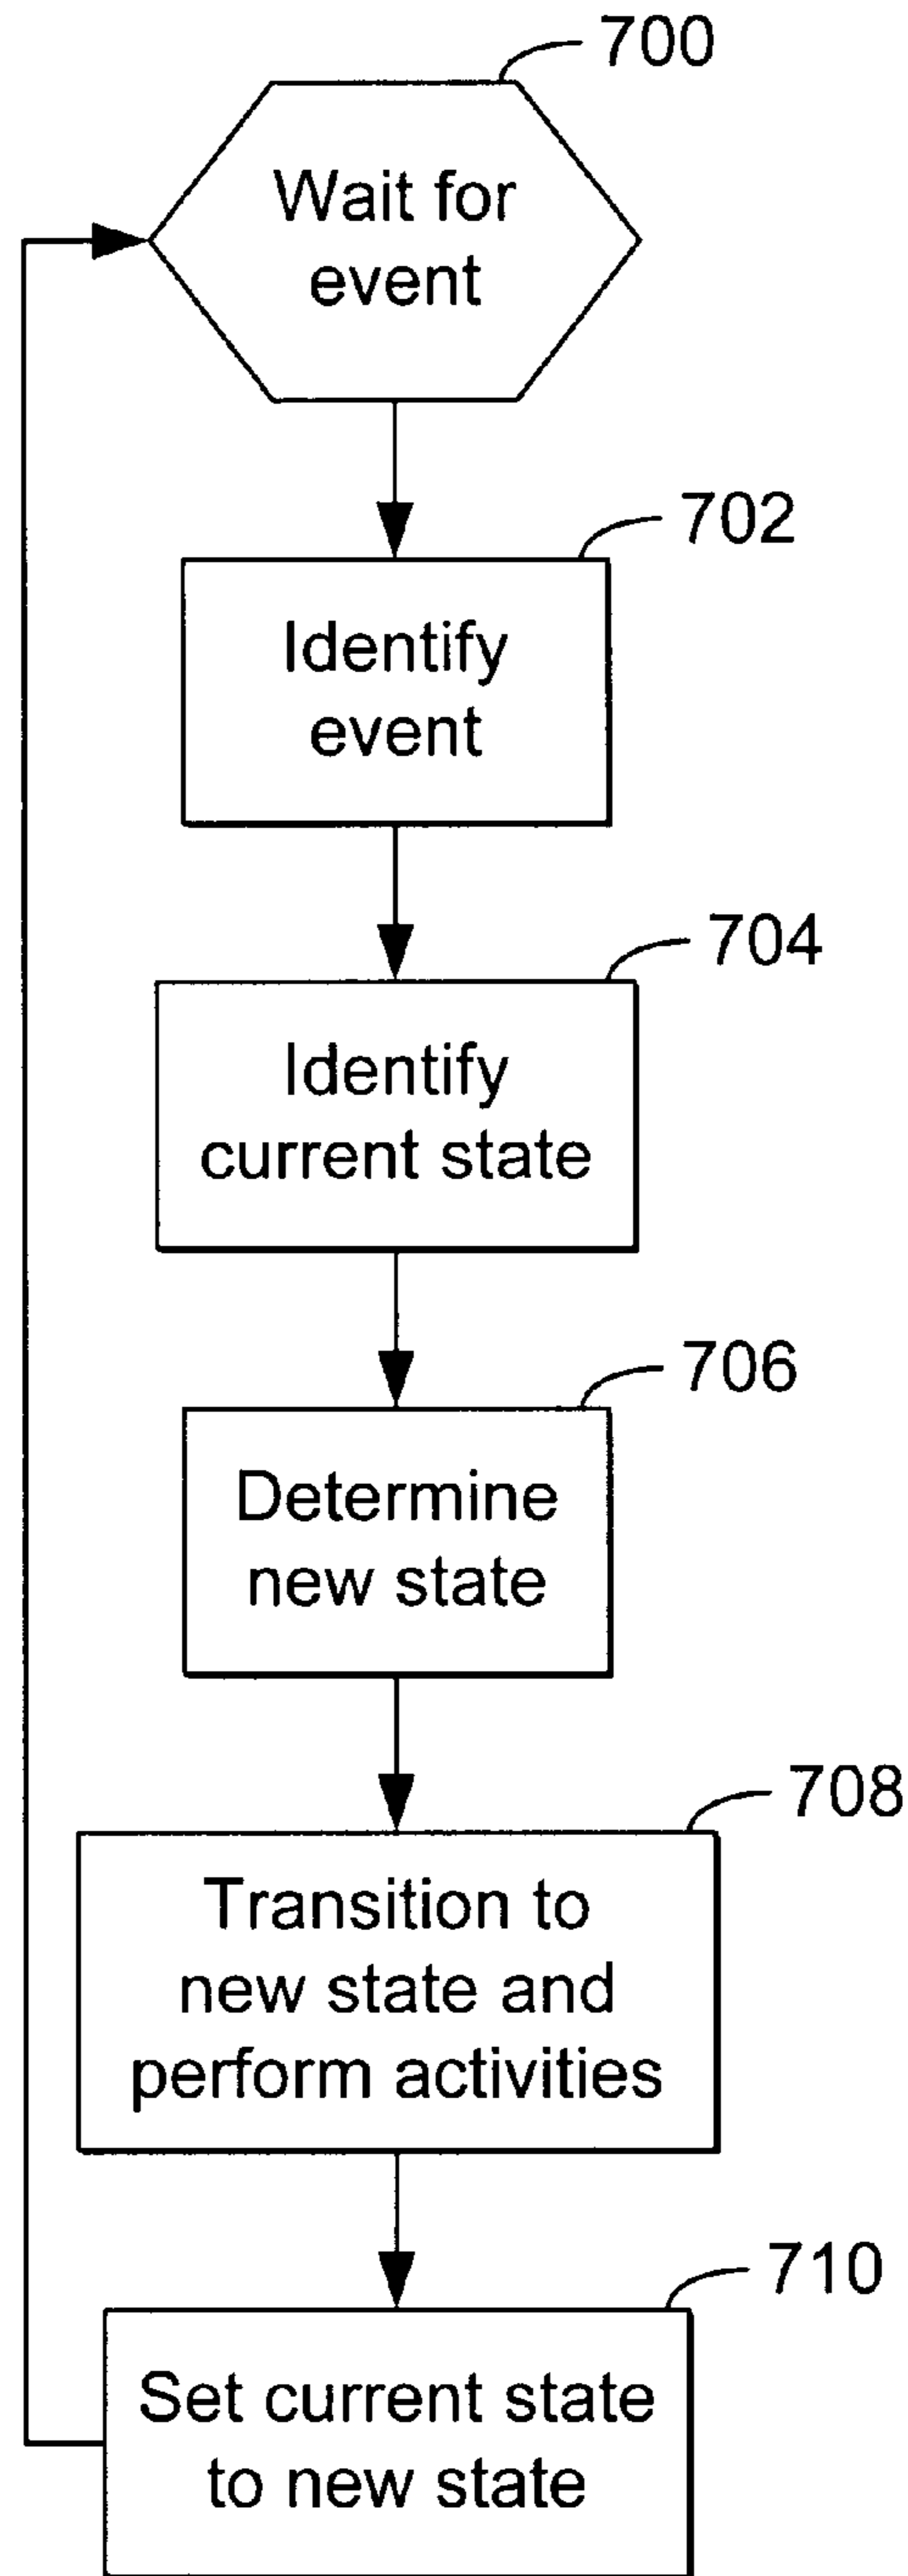 700
Wait for
event
702
Identify
event
704
Identify
current state
706
Determine
new state
708
Transition to
new state and
perform activities
710
Set current state
to new state